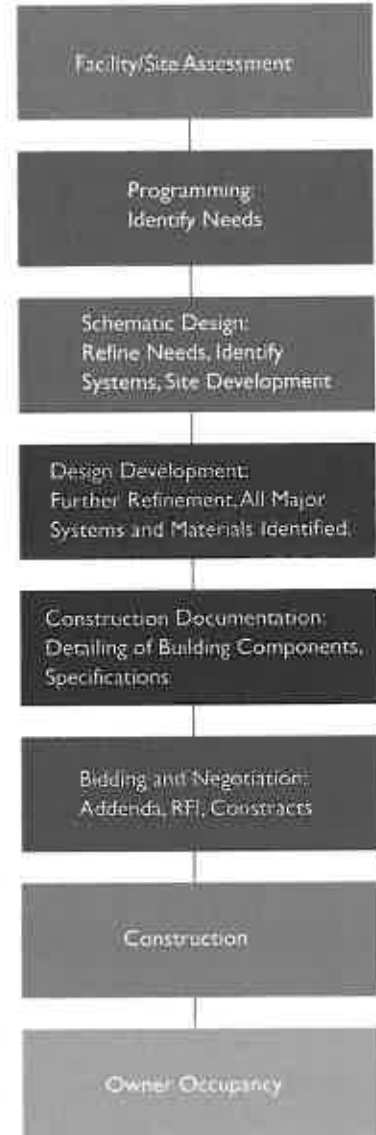 Facility/Site Assessment
Programming
Identify Needs
Schematic Design:
Refine Needs, Identify
Systems, Site Development
Design Development:
Further Refinement. All Major
Systems and Materials Identified.
Construction Documentation:
Detailing of Building Components.
Specifications
Bidding and Negotiation:
Addenda, RFI, Constracts
Construction
Owner Occupancy